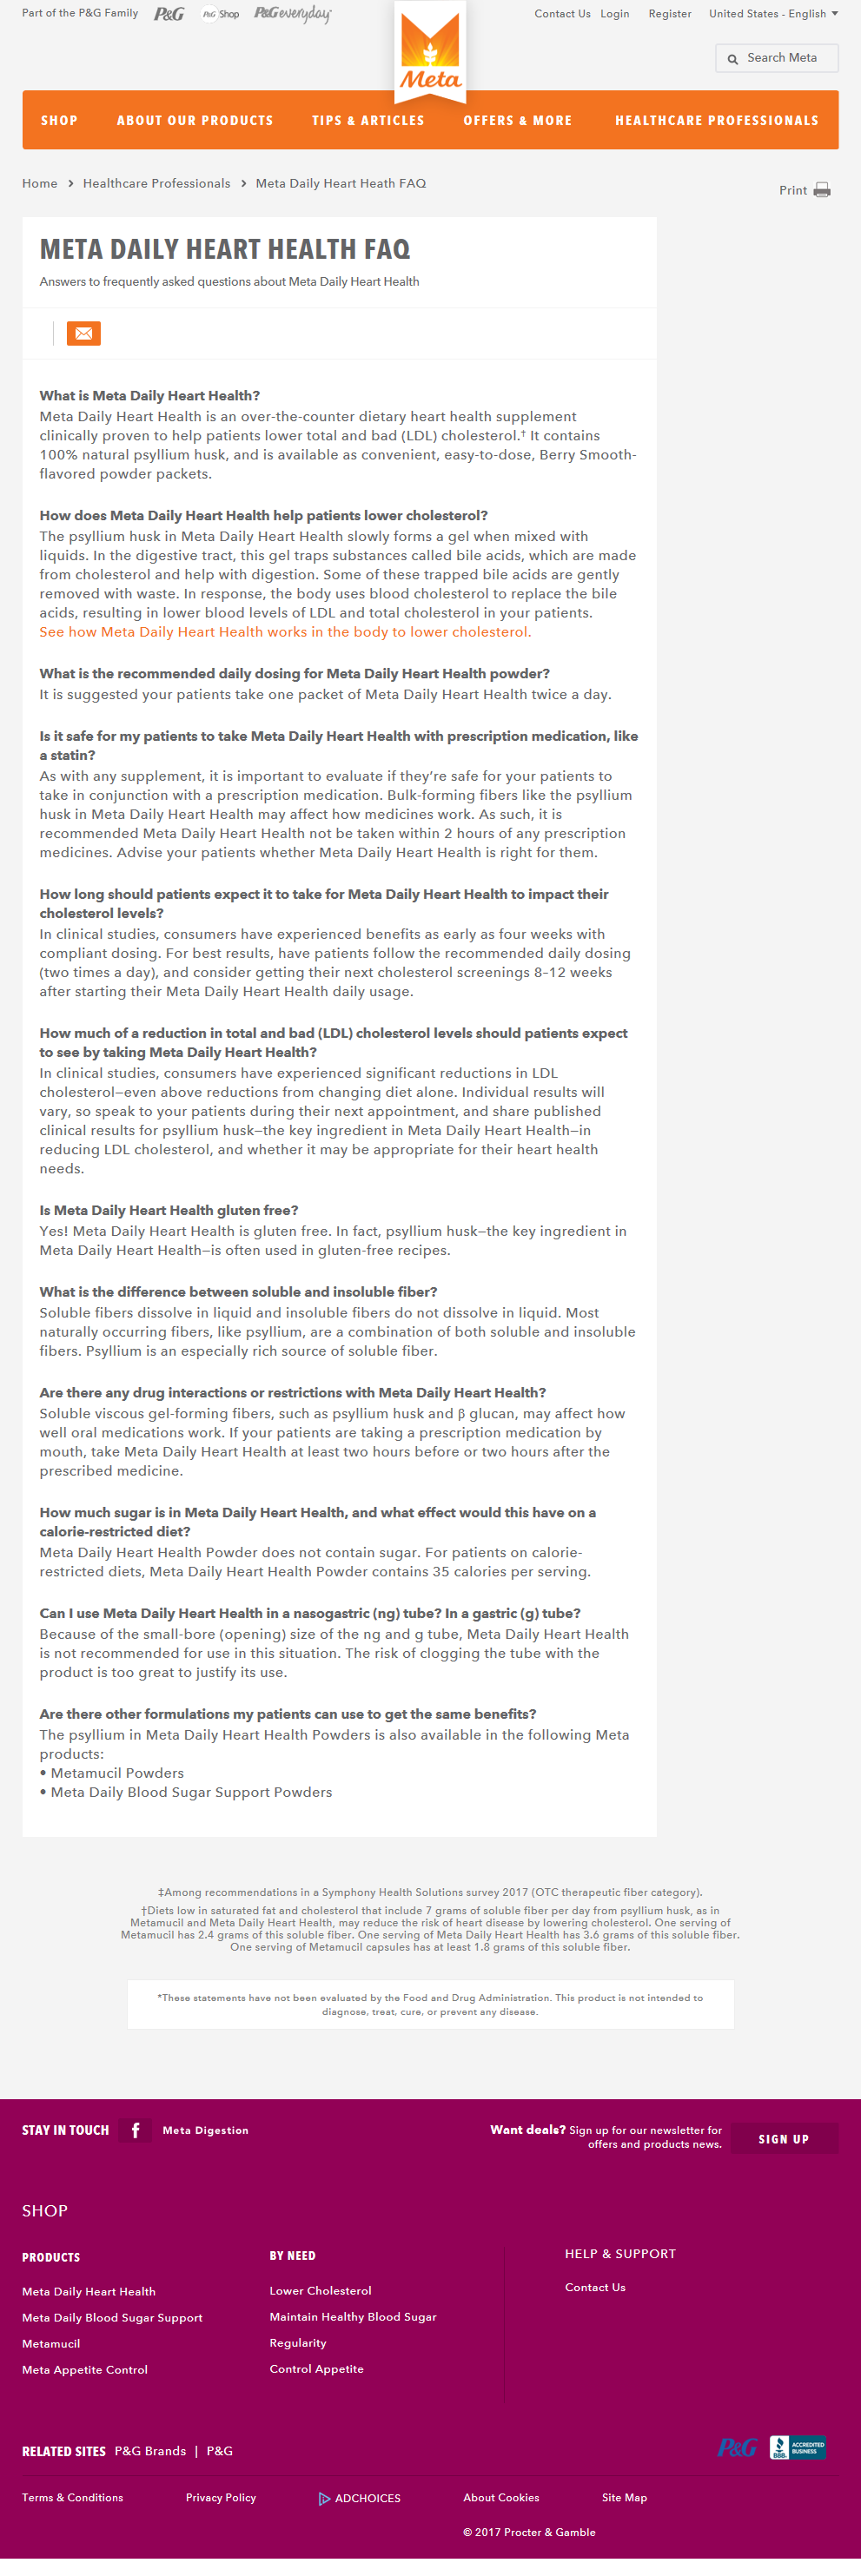 Part of the P&G Family P&G P&G Shop P&G everyday
Contact Us Login Register United States - English
Meta
Search Meta
SHOP ABOUT OUR PRODUCTS TIPS & ARTICLES OFFERS & MORE HEALTHCARE PROFESSIONALS
Home > Healthcare Professionals > Meta Daily Heart Heath FAQ
Print
META DAILY HEART HEALTH FAQ
Answers to frequently asked questions about Meta Daily Heart Health
What is Meta Daily Heart Health?
Meta Daily Heart Health is an over-the-counter dietary heart health supplement
clinically proven to help patients lower total and bad (LDL) cholesterol.† It contains
100% natural psyllium husk, and is available as convenient, easy-to-dose, Berry Smooth-
flavored powder packets.
How does Meta Daily Heart Health help patients lower cholesterol?
The psyllium husk in Meta Daily Heart Health slowly forms a gel when mixed with
liquids. In the digestive tract, this gel traps substances called bile acids, which are made
from cholesterol and help with digestion. Some of these trapped bile acids are gently
removed with waste. In response, the body uses blood cholesterol to replace the bile
acids, resulting in lower blood levels of LDL and total cholesterol in your patients.
See how Meta Daily Heart Health works in the body to lower cholesterol.
What is the recommended daily dosing for Meta Daily Heart Health powder?
It is suggested your patients take one packet of Meta Daily Heart Health twice a day.
Is it safe for my patients to take Meta Daily Heart Health with prescription medication, like
a statin?
As with any supplement, it is important to evaluate if they’re safe for your patients to
take in conjunction with a prescription medication. Bulk-forming fibers like the psyllium
husk in Meta Daily Heart Health may affect how medicines work. As such, it is
recommended Meta Daily Heart Health not be taken within 2 hours of any prescription
medicines. Advise your patients whether Meta Daily Heart Health is right for them.
How long should patients expect it to take for Meta Daily Heart Health to impact their
cholesterol levels?
In clinical studies, consumers have experienced benefits as early as four weeks with
compliant dosing. For best results, have patients follow the recommended daily dosing
(two times a day), and consider getting their next cholesterol screenings 8–12 weeks
after starting their Meta Daily Heart Health daily usage.
How much of a reduction in total and bad (LDL) cholesterol levels should patients expect
to see by taking Meta Daily Heart Health?
In clinical studies, consumers have experienced significant reductions in LDL
cholesterol—even above reductions from changing diet alone. Individual results will
vary, so speak to your patients during their next appointment, and share published
clinical results for psyllium husk—the key ingredient in Meta Daily Heart Health—in
reducing LDL cholesterol, and whether it may be appropriate for their heart health
needs.
Is Meta Daily Heart Health gluten free?
Yes! Meta Daily Heart Health is gluten free. In fact, psyllium husk—the key ingredient in
Meta Daily Heart Health—is often used in gluten-free recipes.
What is the difference between soluble and insoluble fiber?
Soluble fibers dissolve in liquid and insoluble fibers do not dissolve in liquid. Most
naturally occurring fibers, like psyllium, are a combination of both soluble and insoluble
fibers. Psyllium is an especially rich source of soluble fiber.
Are there any drug interactions or restrictions with Meta Daily Heart Health?
Soluble viscous gel-forming fibers, such as psyllium husk and β glucan, may affect how
well oral medications work. If your patients are taking a prescription medication by
mouth, take Meta Daily Heart Health at least two hours before or two hours after the
prescribed medicine.
How much sugar is in Meta Daily Heart Health, and what effect would this have on a
calorie-restricted diet?
Meta Daily Heart Health Powder does not contain sugar. For patients on calorie-
restricted diets, Meta Daily Heart Health Powder contains 35 calories per serving.
Can I use Meta Daily Heart Health in a nasogastric (ng) tube? In a gastric (g) tube?
Because of the small-bore (opening) size of the ng and g tube, Meta Daily Heart Health
is not recommended for use in this situation. The risk of clogging the tube with the
product is too great to justify its use.
Are there other formulations my patients can use to get the same benefits?
The psyllium in Meta Daily Heart Health Powders is also available in the following Meta
products:
• Metamucil Powders
• Meta Daily Blood Sugar Support Powders
‡Among recommendations in a Symphony Health Solutions survey 2017 (OTC therapeutic fiber category).
†Diets low in saturated fat and cholesterol that include 7 grams of soluble fiber per day from psyllium husk, as in
Metamucil and Meta Daily Heart Health, may reduce the risk of heart disease by lowering cholesterol. One serving of
Metamucil has 2.4 grams of this soluble fiber. One serving of Meta Daily Heart Health has 3.6 grams of this soluble fiber.
One serving of Metamucil capsules has at least 1.8 grams of this soluble fiber.
*These statements have not been evaluated by the Food and Drug Administration. This product is not intended to
diagnose, treat, cure, or prevent any disease.
STAY IN TOUCH f Meta Digestion
Want deals? Sign up for our newsletter for
offers and products news.
SIGN UP
SHOP
PRODUCTS
Meta Daily Heart Health
Meta Daily Blood Sugar Support
Metamucil
Meta Appetite Control
BY NEED
Lower Cholesterol
Maintain Healthy Blood Sugar
Regularity
Control Appetite
HELP & SUPPORT
Contact Us
RELATED SITES P&G Brands | P&G
P&G
BBB ACCREDITED
BUSINESS
Terms & Conditions Privacy Policy ADCHOICES About Cookies Site Map
© 2017 Procter & Gamble